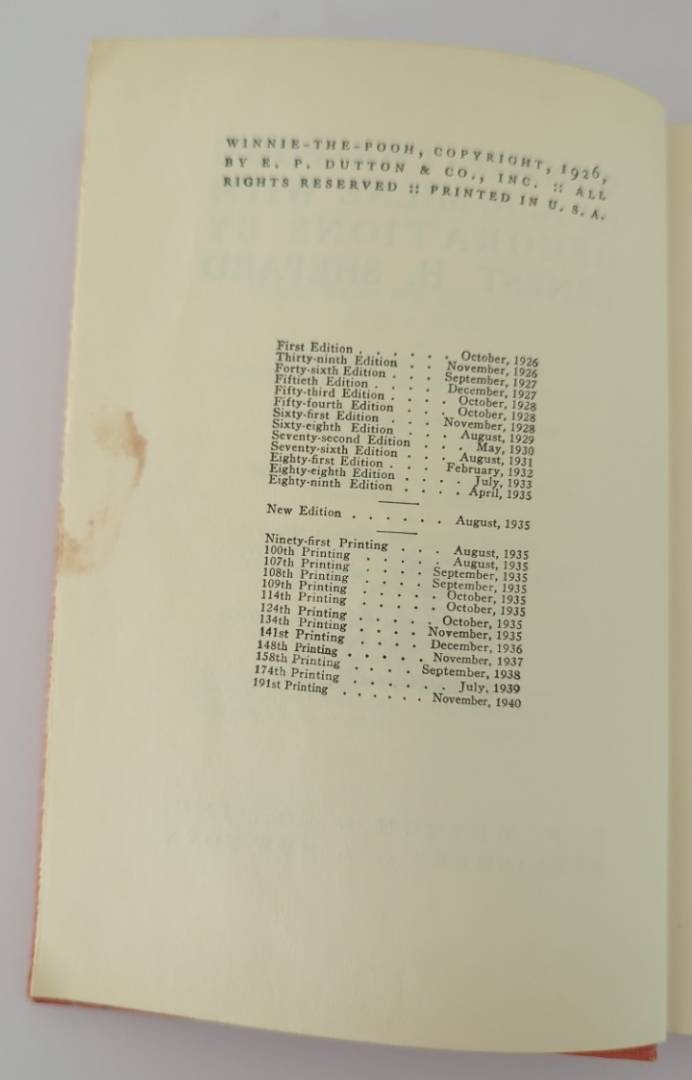 WINNIE-THE-POOH, COPYRIGHT, 1926,
BY E. P. DUTTON & CO., INC. :: ALL
RIGHTS RESERVED :: PRINTED IN U. S. A.
First Edition . . . . . . October, 1926
Thirty-ninth Edition . . November, 1926
Forty-sixth Edition . . . September, 1927
Fiftieth Edition . . . . December, 1927
Fifty-third Edition . . . . October, 1928
Fifty-fourth Edition . . . October, 1928
Sixty-first Edition . . . November, 1928
Sixty-eighth Edition . . . August, 1929
Seventy-second Edition . . . May, 1930
Seventy-sixth Edition . . . August, 1931
Eighty-first Edition . . . February, 1932
Eighty-eighth Edition . . . . July, 1933
Eighty-ninth Edition . . . . April, 1935
New Edition . . . . . . August, 1935
Ninety-first Printing . . . August, 1935
100th Printing . . . . . August, 1935
107th Printing . . . . September, 1935
108th Printing . . . . September, 1935
109th Printing . . . . . October, 1935
114th Printing . . . . . October, 1935
124th Printing . . . . . October, 1935
134th Printing . . . . November, 1935
141st Printing . . . . December, 1936
148th Printing . . . . . November, 1937
158th Printing . . . . September, 1938
174th Printing . . . . . . July, 1939
191st Printing . . . . . . November, 1940